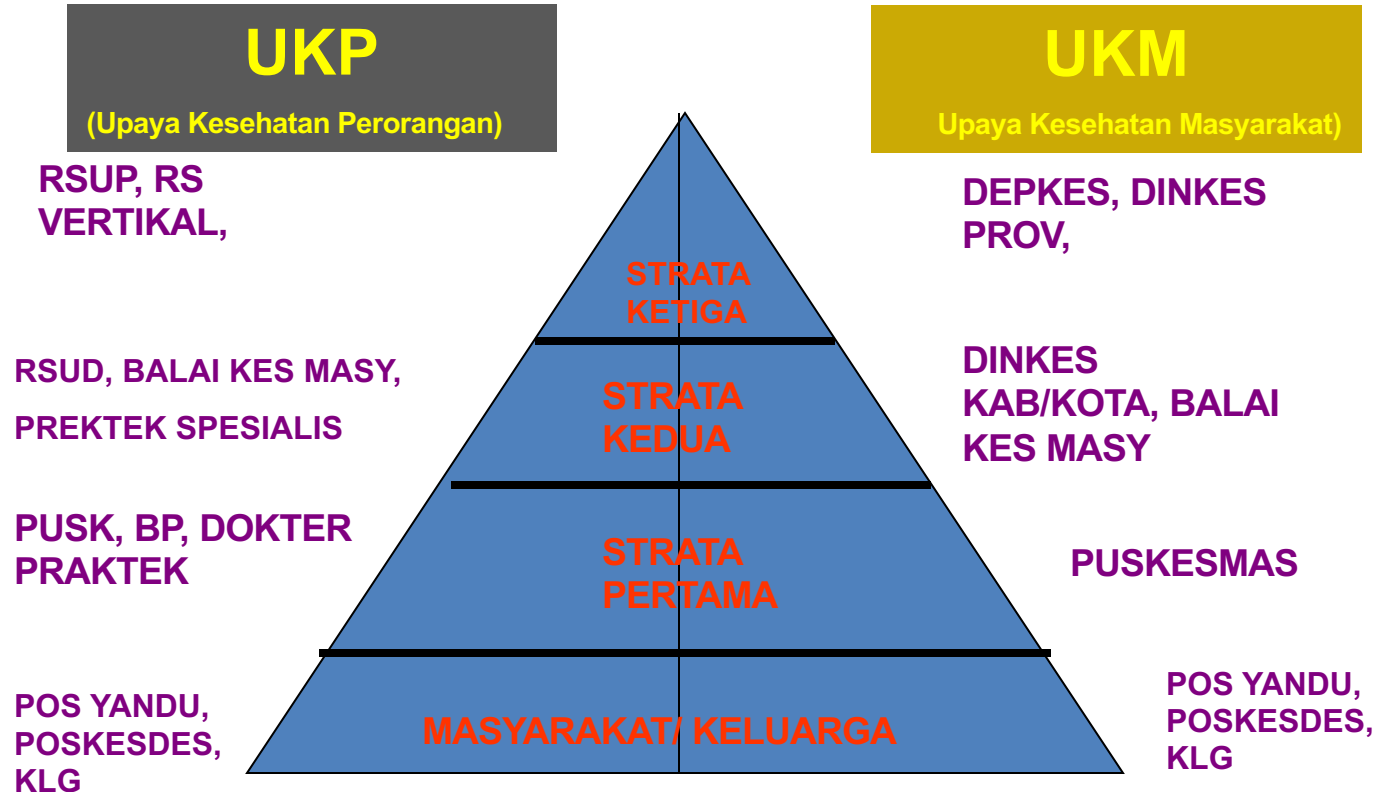 UKP
(Upaya Kesehatan Perorangan)
UKM
Upaya Kesehatan Masyarakat)
RSUP, RS
VERTIKAL,
STRATA
KETIGA
DEPKES, DINKES
PROV,
RSUD, BALAI KES MASY,
PREKTEK SPESIALIS
STRATA
KEDUA
DINKES
KAB/KOTA, BALAI
KES MASY
PUSK, BP, DOKTER
PRAKTEK
STRATA
PERTAMA
PUSKESMAS
POS YANDU,
POSKESDES,
KLG
MASYARAKAT/ KELUARGA
POS YANDU,
POSKESDES,
KLG